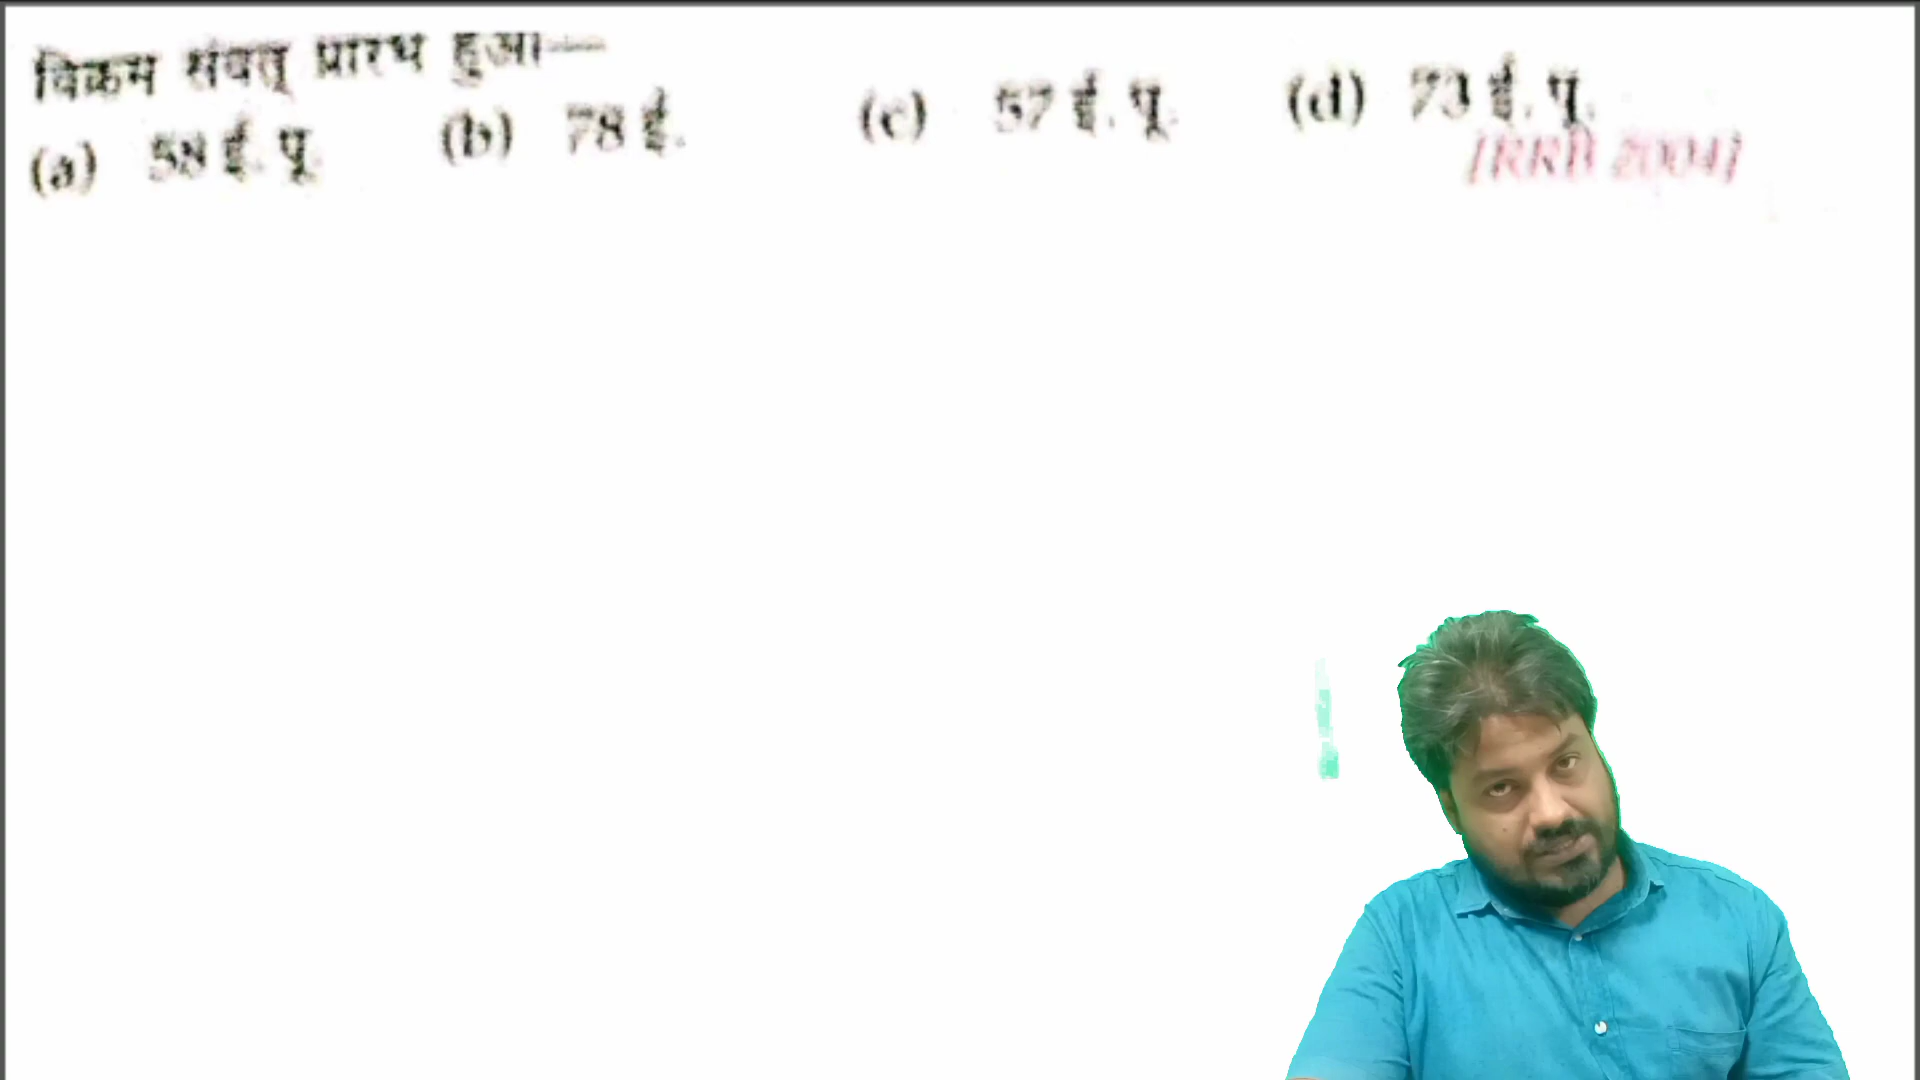 विक्रम संवत् प्रारंभ हुआ—
(a) 58 ई. पू. (b) 78 ई. (c) 57 ई. पू. (d) 73 ई. पू.
[RRB 2004]